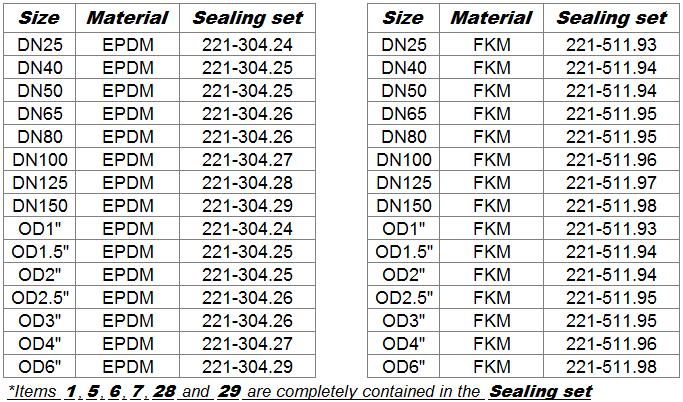 Size Material Sealing set Size Material Sealing set
DN25 EPDM 221-304.24 DN25 FKM 221-511.93
DN40 EPDM 221-304.25 DN40 FKM 221-511.94
DN50 EPDM 221-304.25 DN50 FKM 221-511.94
DN65 EPDM 221-304.26 DN65 FKM 221-511.95
DN80 EPDM 221-304.26 DN80 FKM 221-511.95
DN100 EPDM 221-304.27 DN100 FKM 221-511.96
DN125 EPDM 221-304.28 DN125 FKM 221-511.97
DN150 EPDM 221-304.29 DN150 FKM 221-511.98
OD1" EPDM 221-304.24 OD1" FKM 221-511.93
OD1.5" EPDM 221-304.25 OD1.5" FKM 221-511.94
OD2" EPDM 221-304.25 OD2" FKM 221-511.94
OD2.5" EPDM 221-304.26 OD2.5" FKM 221-511.95
OD3" EPDM 221-304.26 OD3" FKM 221-511.95
OD4" EPDM 221-304.27 OD4" FKM 221-511.96
OD6" EPDM 221-304.29 OD6" FKM 221-511.98
*Items 1, 5, 6, 7, 28 and 29 are completely contained in the Sealing set